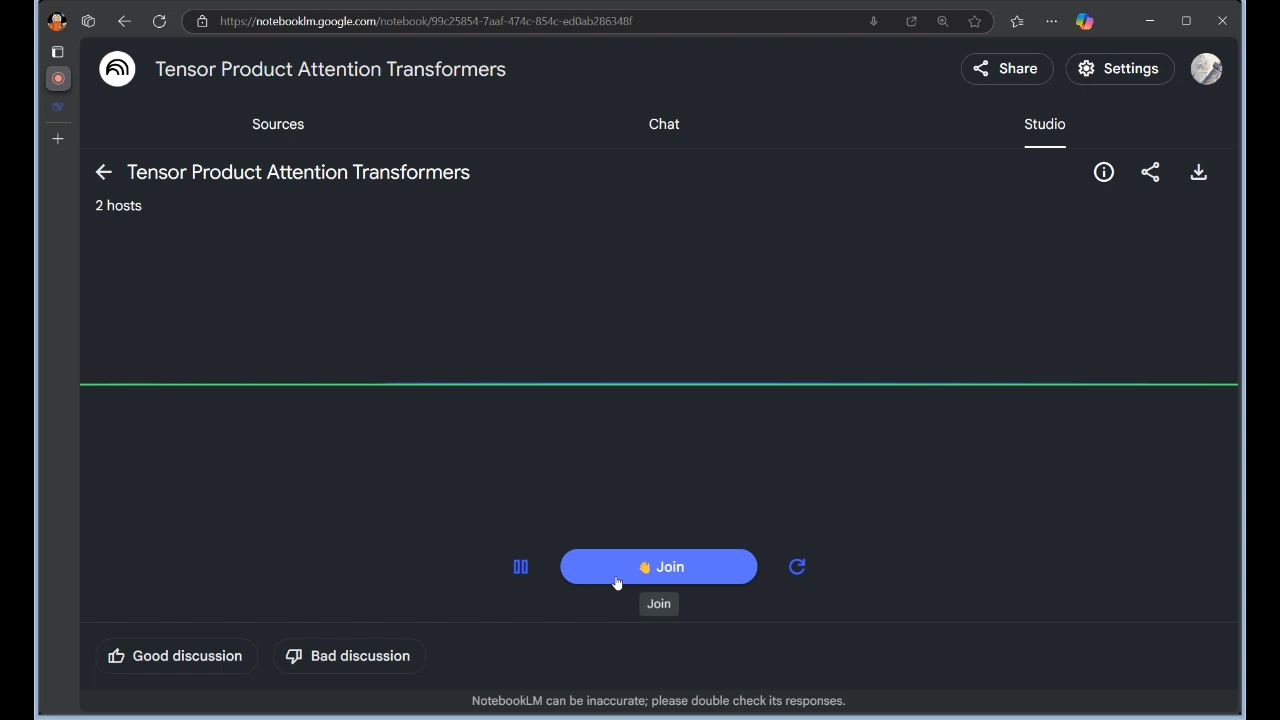 https://notebooklm.google.com/notebook/99c25854-7aaf-474c-854c-ed0ab286348f
Tensor Product Attention Transformers
Share
Settings
Sources
Chat
Studio
Tensor Product Attention Transformers
2 hosts
Join
Join
Good discussion
Bad discussion
NotebookLM can be inaccurate; please double check its responses.